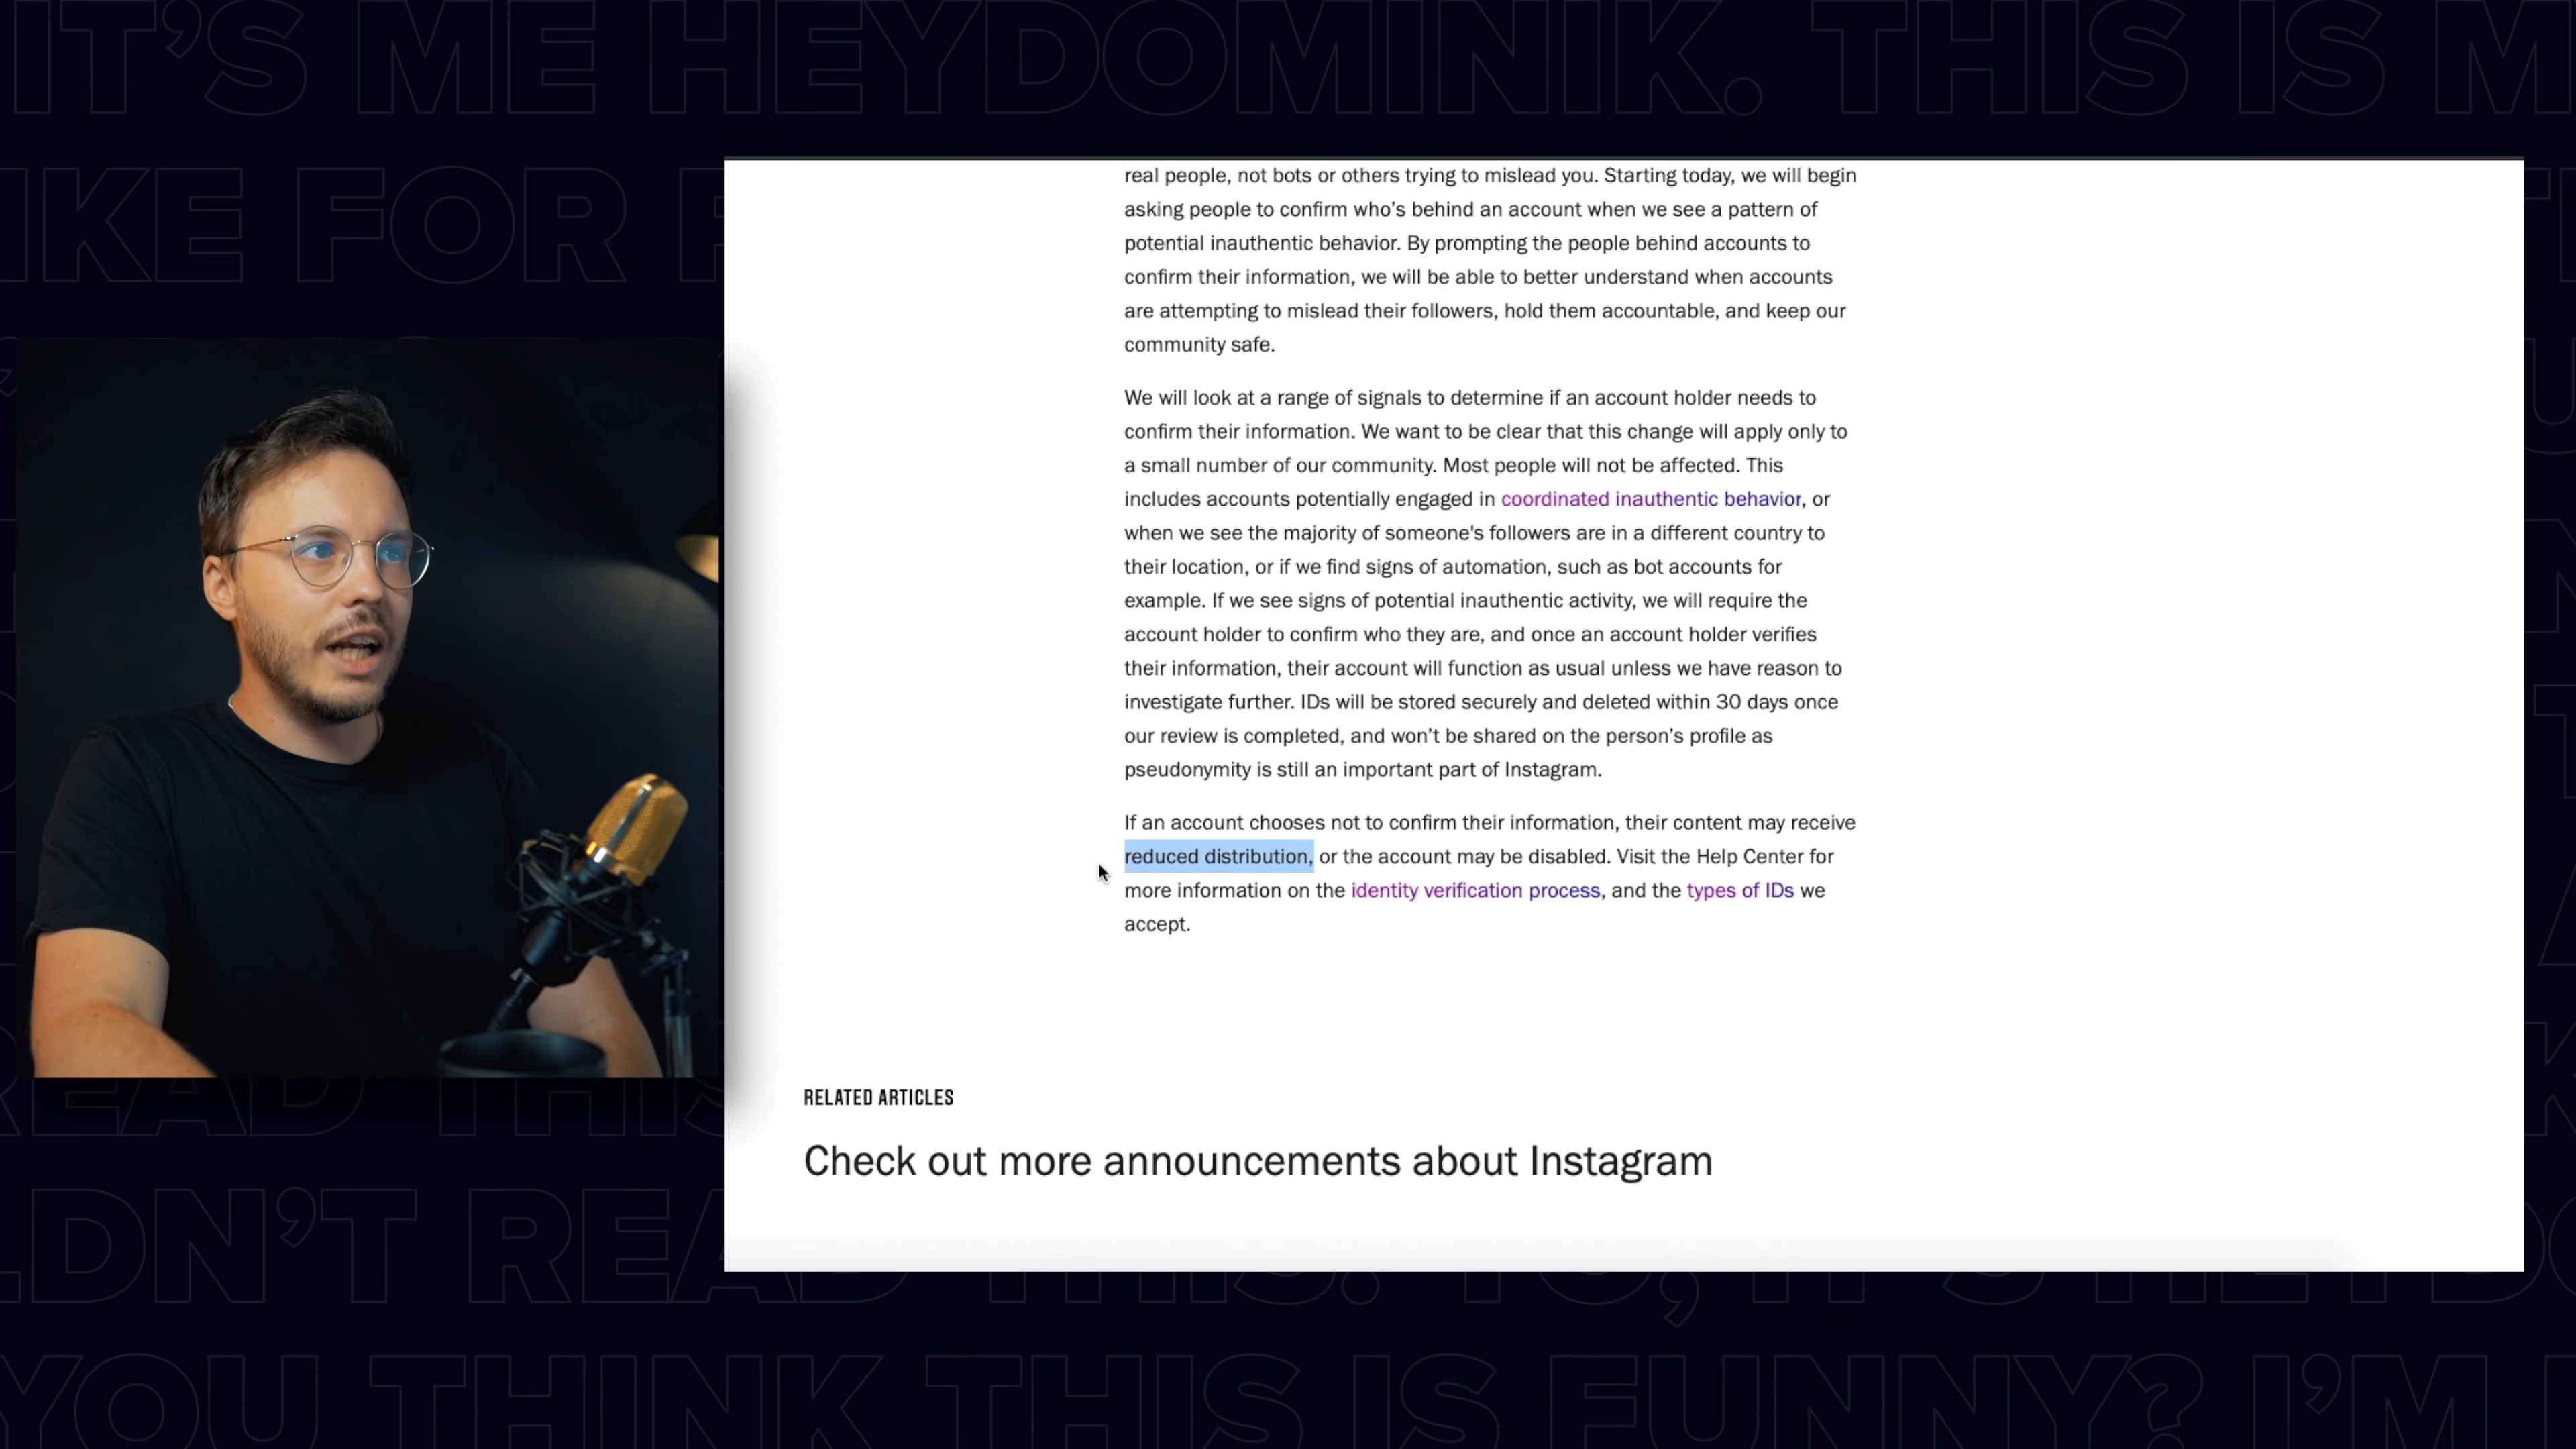 IT'S ME HEYDOMINIK. THIS IS M
IKE FOR
real people, not bots or others trying to mislead you. Starting today, we will begin
asking people to confirm who's behind an account when we see a pattern of
potential inauthentic behavior. By prompting the people behind accounts to
confirm their information, we will be able to better understand when accounts
are attempting to mislead their followers, hold them accountable, and keep our
community safe.
We will look at a range of signals to determine if an account holder needs to
confirm their information. We want to be clear that this change will apply only to
a small number of our community. Most people will not be affected. This
includes accounts potentially engaged in coordinated inauthentic behavior, or
when we see the majority of someone's followers are in a different country to
their location, or if we find signs of automation, such as bot accounts for
example. If we see signs of potential inauthentic activity, we will require the
account holder to confirm who they are, and once an account holder verifies
their information, their account will function as usual unless we have reason to
investigate further. IDs will be stored securely and deleted within 30 days once
our review is completed, and won't be shared on the person's profile as
pseudonymity is still an important part of Instagram.
If an account chooses not to confirm their information, their content may receive
reduced distribution, or the account may be disabled. Visit the Help Center for
more information on the identity verification process, and the types of IDs we
accept.
RELATED ARTICLES
Check out more announcements about Instagram
READ THIS
LDN'T READ THIS. YO, IT'S HEYDO
YOU THINK THIS IS FUNNY? I'M